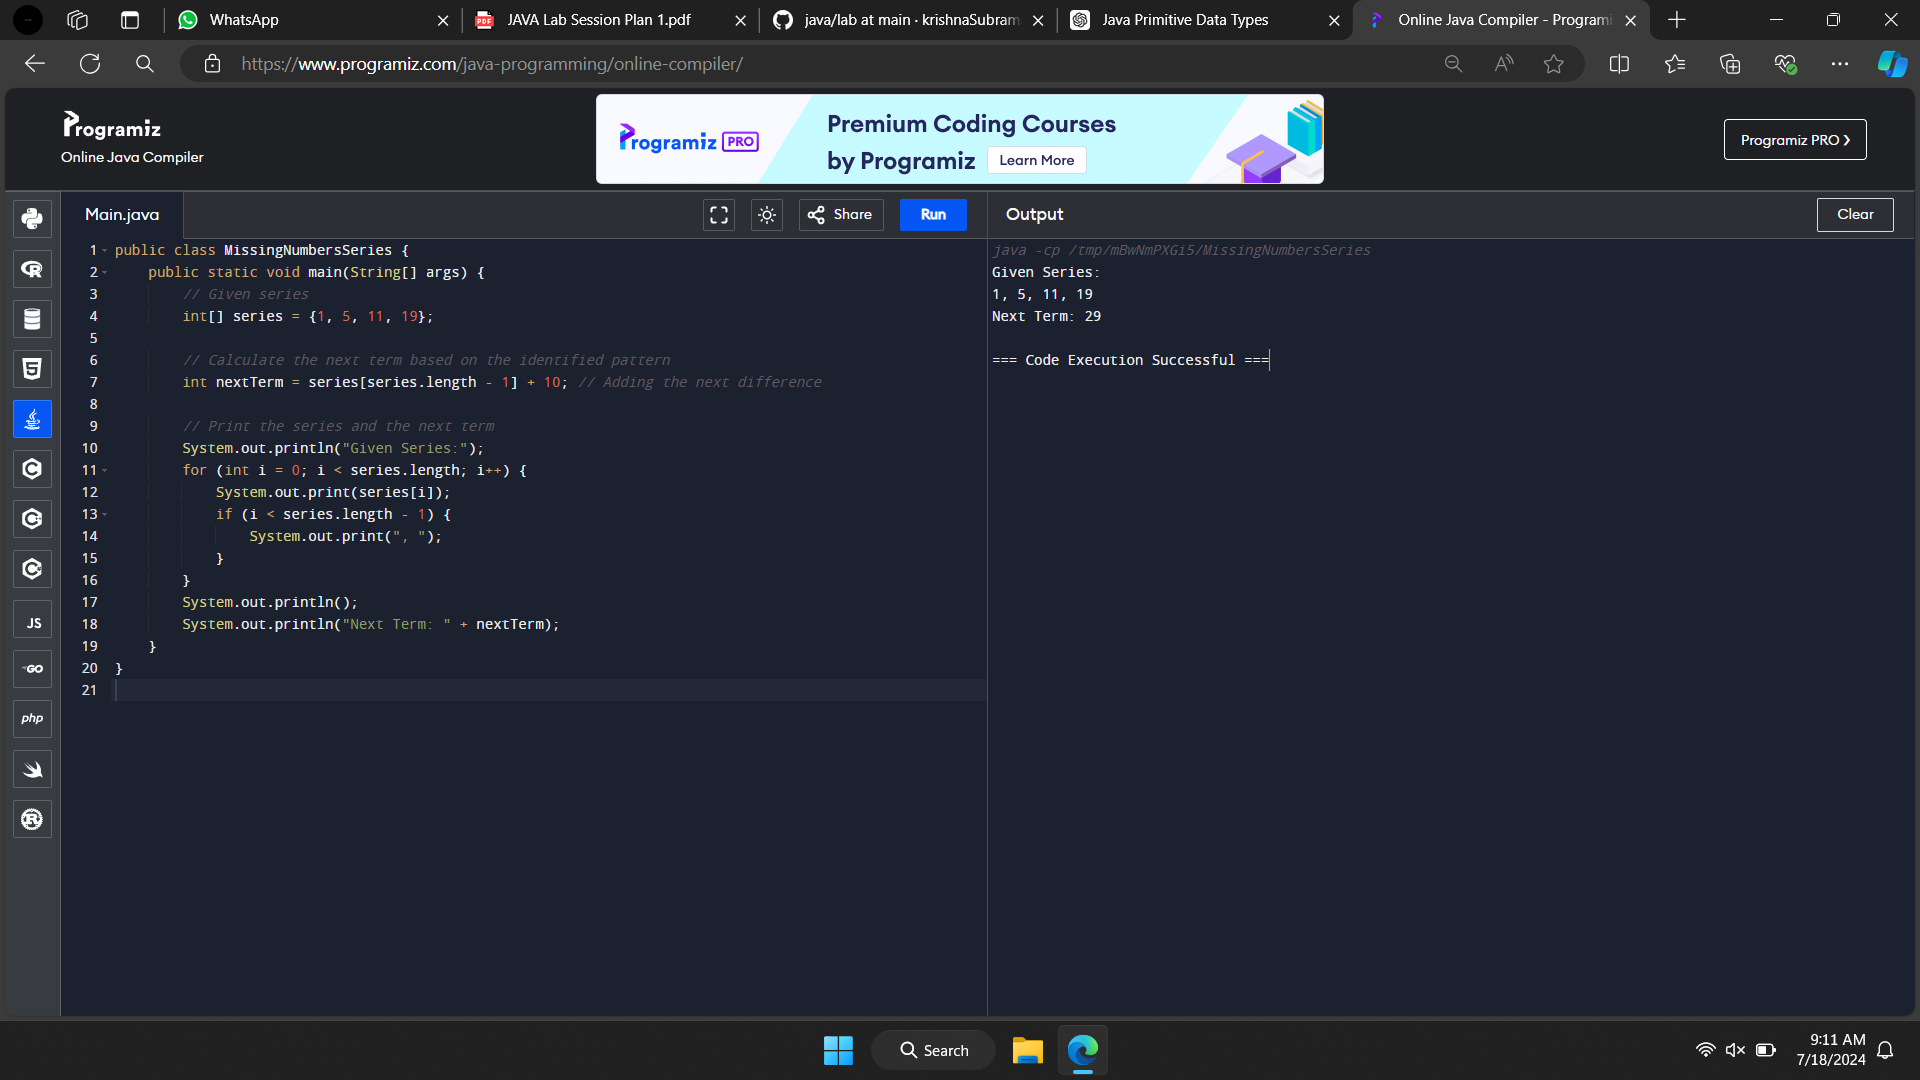 WhatsApp
JAVA Lab Session Plan 1.pdf
java/lab at main · krishnaSubram
Java Primitive Data Types
Online Java Compiler - Programi
https://www.programiz.com/java-programming/online-compiler/
Programiz
Online Java Compiler
Programiz PRO
Premium Coding Courses
by Programiz Learn More
Programiz PRO ❯
Main.java
Share
Run
Output
Clear
1 public class MissingNumbersSeries {
2 public static void main(String[] args) {
3 // Given series
4 int[] series = {1, 5, 11, 19};
5
6 // Calculate the next term based on the identified pattern
7 int nextTerm = series[series.length - 1] + 10; // Adding the next difference
8
9 // Print the series and the next term
10 System.out.println("Given Series:");
11 for (int i = 0; i < series.length; i++) {
12 System.out.print(series[i]);
13 if (i < series.length - 1) {
14 System.out.print(", ");
15 }
16 }
17 System.out.println();
18 System.out.println("Next Term: " + nextTerm);
19 }
20 }
21
java -cp /tmp/mBwNmPXGi5/MissingNumbersSeries
Given Series:
1, 5, 11, 19
Next Term: 29
=== Code Execution Successful ===
JS
GO
php
Search
9:11 AM
7/18/2024